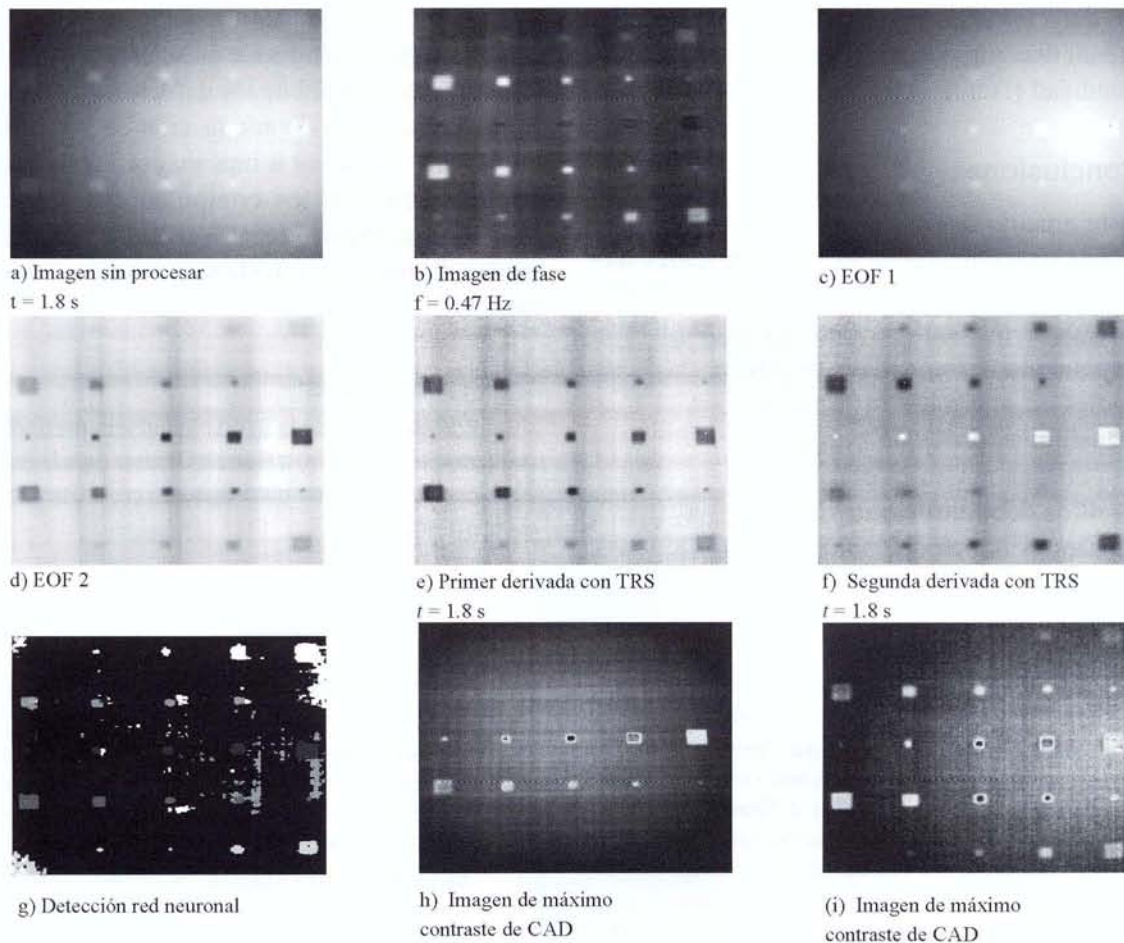 a) Imagen sin procesar
t = 1.8 s
b) Imagen de fase
f = 0.47 Hz
c) EOF 1
d) EOF 2
e) Primer derivada con TRS
t = 1.8 s
f) Segunda derivada con TRS
t = 1.8 s
g) Detección red neuronal
h) Imagen de máximo
contraste de CAD
(i) Imagen de máximo
contraste de CAD